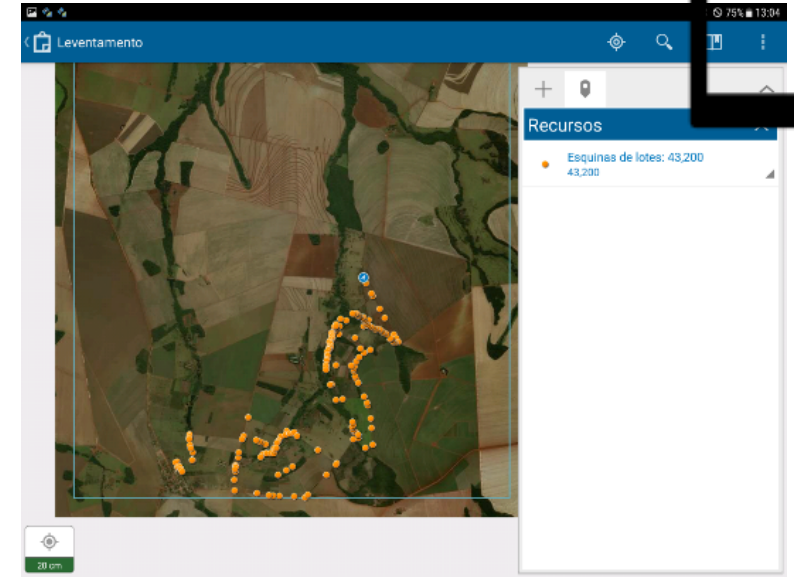 75% 13:04
Leventamento
Recursos
Esquinas de lotes: 43,200
43,200
20 cm